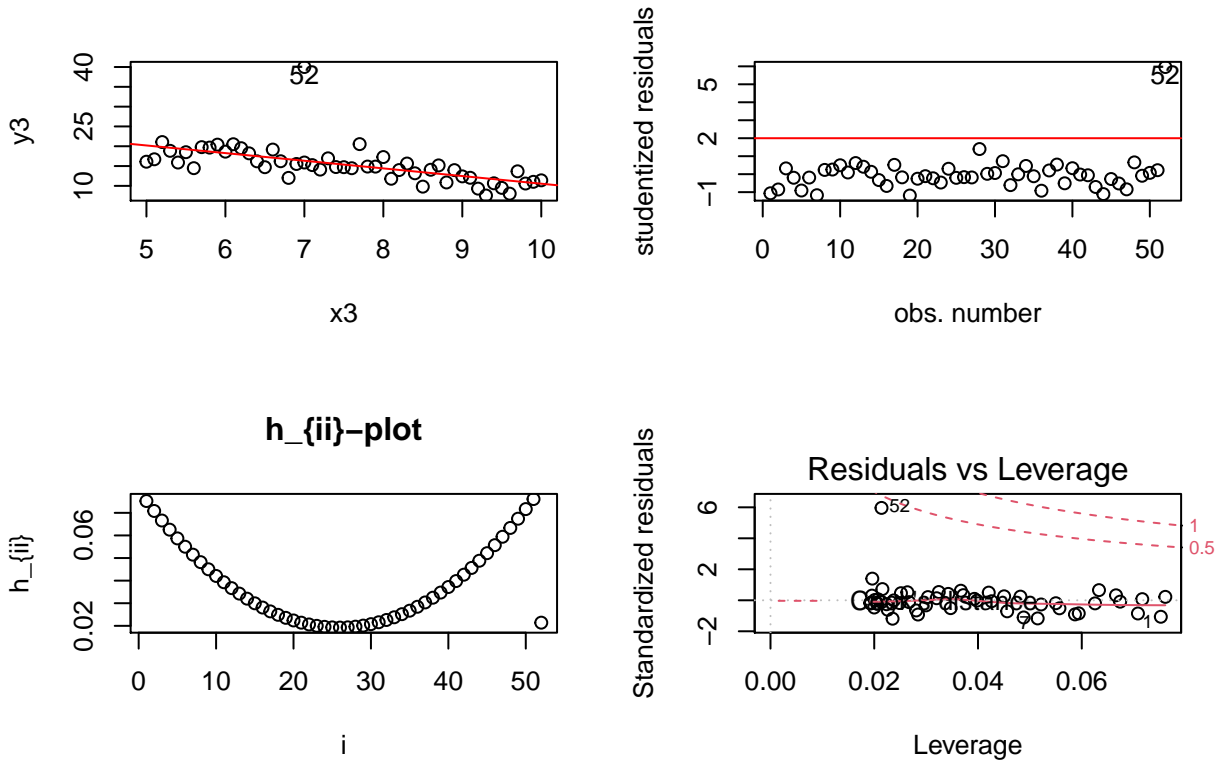 y3
40
25
10
52
5 6 7 8 9 10
x3
studentized residuals
5
2
−1
52
0 10 20 30 40 50
obs. number
h_{ii}−plot
h_{ii}
0.06
0.02
0 10 20 30 40 50
i
Residuals vs Leverage
Standardized residuals
6
2
−2
52
7
1
1
0.5
0.00 0.02 0.04 0.06
Leverage